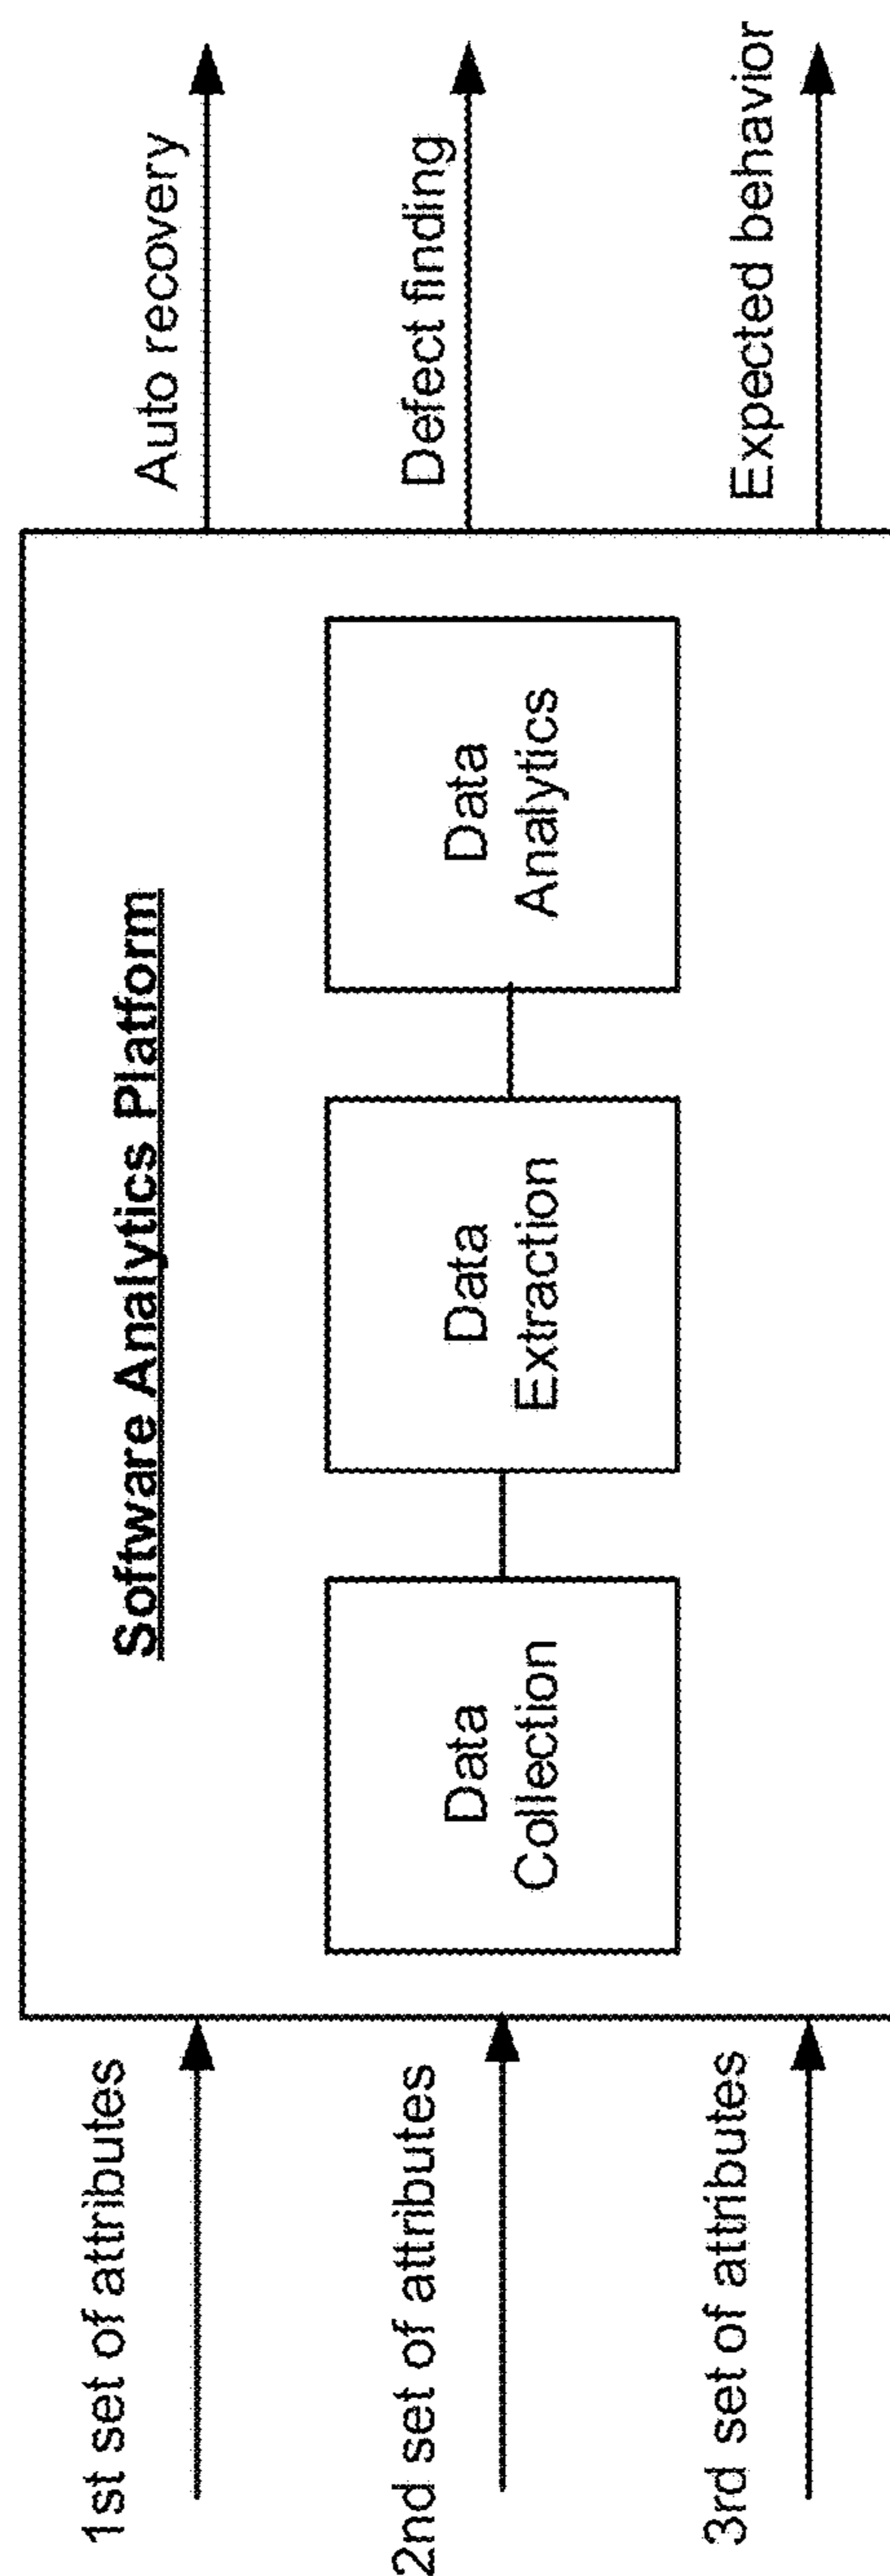 Software Analytics Platform
1st set of attributes
2nd set of attributes
3rd set of attributes
Data
Collection
Data
Extraction
Data
Analytics
Auto recovery
Defect finding
Expected behavior